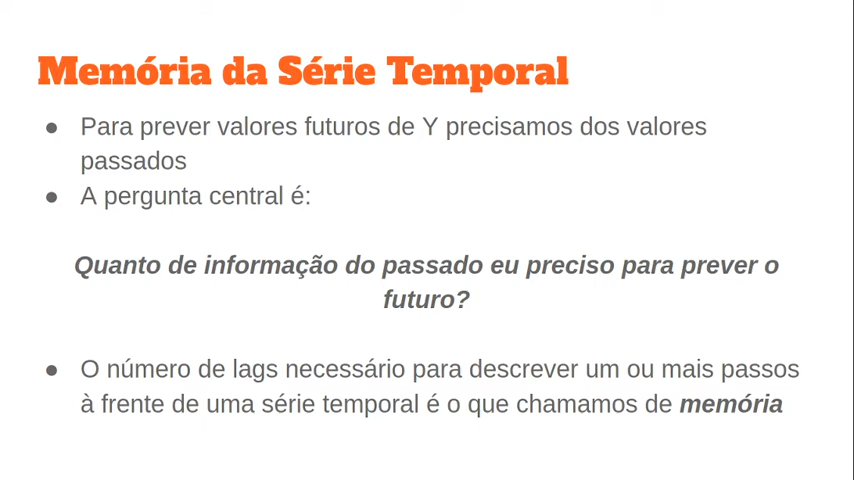 Memória da Série Temporal
● Para prever valores futuros de Y precisamos dos valores
passados
● A pergunta central é:
Quanto de informação do passado eu preciso para prever o
futuro?
● O número de lags necessário para descrever um ou mais passos
à frente de uma série temporal é o que chamamos de memória